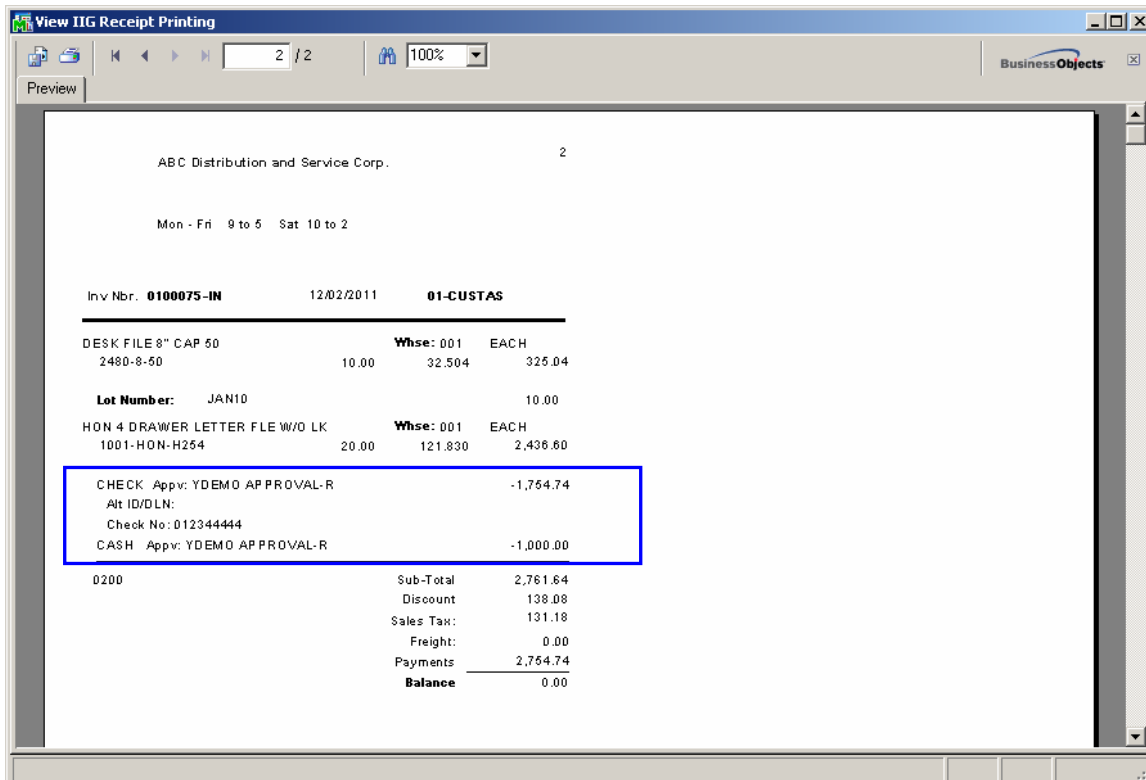 View IIG Receipt Printing
2 / 2 100% BusinessObjects
Preview
ABC Distribution and Service Corp. 2
Mon - Fri 9 to 5 Sat 10 to 2
Inv Nbr. 0100075-IN 12/02/2011 01-CUSTAS
DESK FILE 8" CAP 50 Whse: 001 EACH
2480-8-50 10.00 32.504 325.04
Lot Number: JAN10 10.00
HON 4 DRAWER LETTER FLE W/O LK Whse: 001 EACH
1001-HON-H254 20.00 121.830 2,436.60
CHECK Appv: YDEMO APPROVAL-R -1,754.74
Alt ID/DLN:
Check No: 012344444
CASH Appv: YDEMO APPROVAL-R -1,000.00
0200 Sub-Total 2,761.64
Discount 138.08
Sales Tax: 131.18
Freight: 0.00
Payments 2,754.74
Balance 0.00